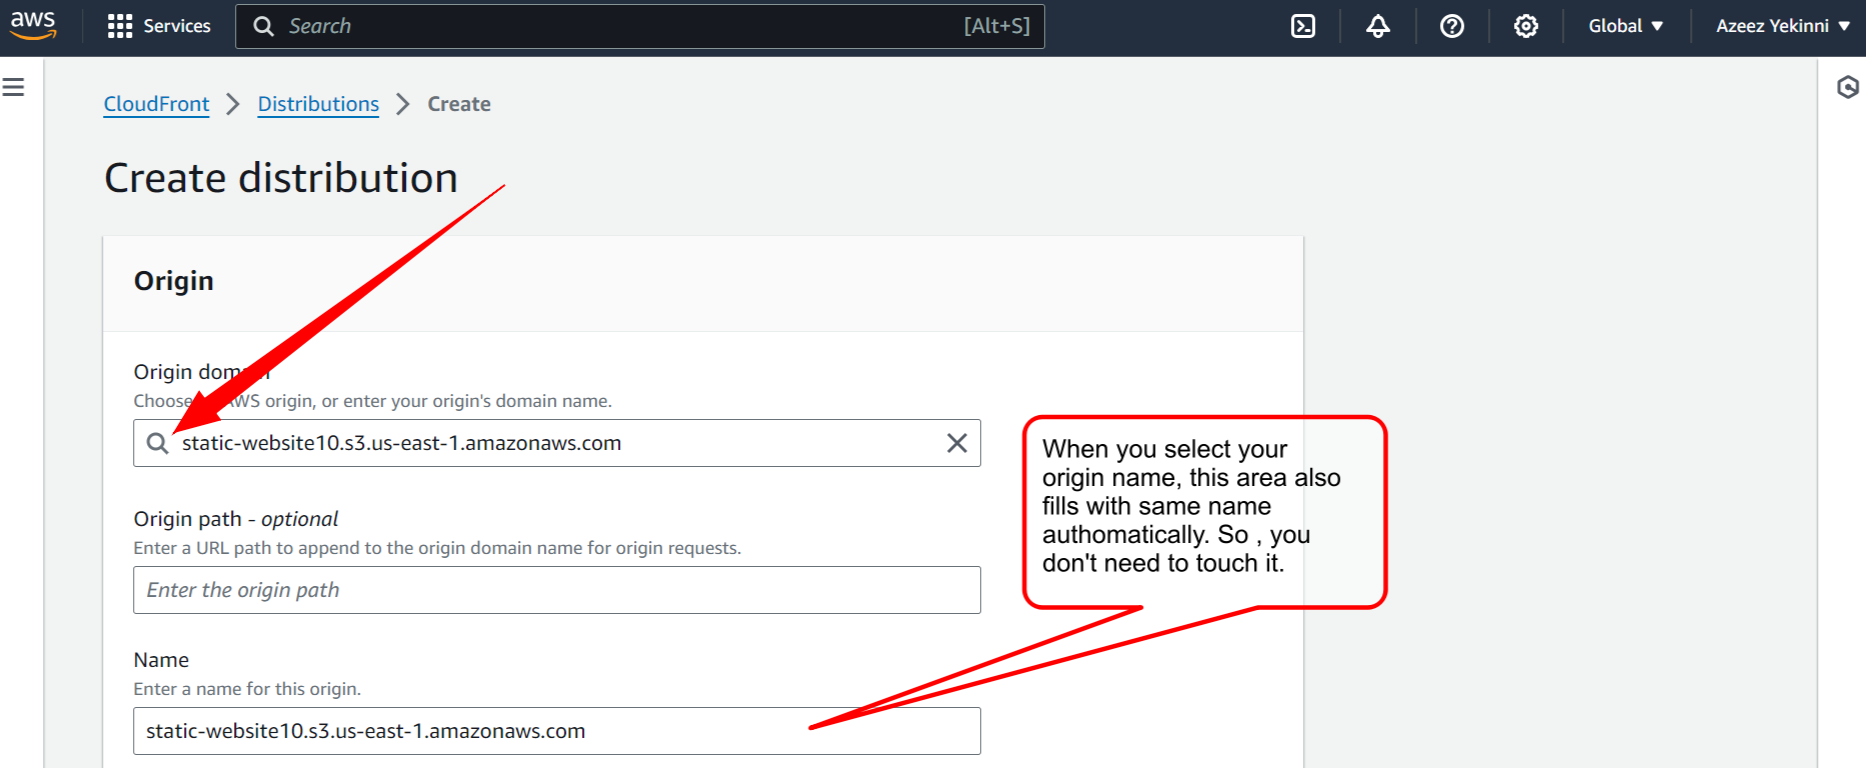 aws Services Search [Alt+S] Global Azeez Yekinni
CloudFront Distributions Create
Create distribution
Origin
Origin domain
Choose AWS origin, or enter your origin's domain name.
static-website10.s3.us-east-1.amazonaws.com
Origin path - optional
Enter a URL path to append to the origin domain name for origin requests.
Enter the origin path
Name
Enter a name for this origin.
static-website10.s3.us-east-1.amazonaws.com
When you select your
origin name, this area also
fills with same name
authomatically. So , you
don't need to touch it.